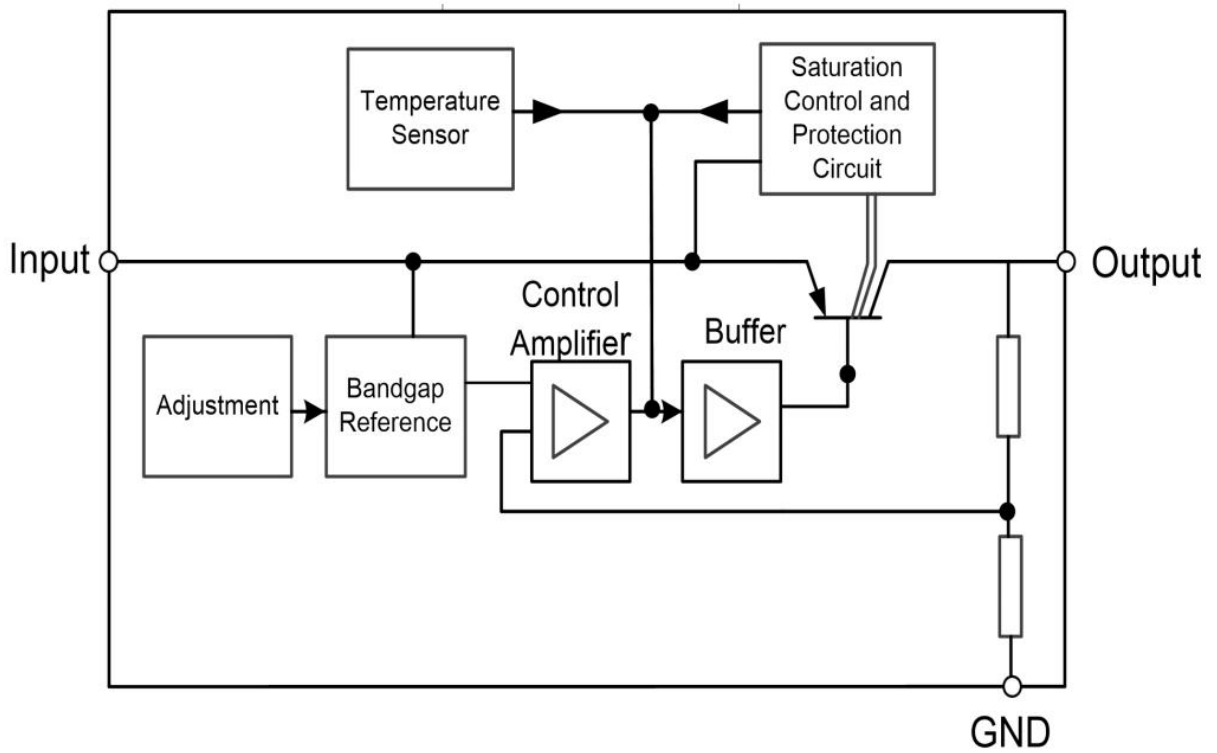 Temperature
Sensor
Saturation
Control and
Protection
Circuit
Input
Output
Control
Amplifier
Buffer
Adjustment
Bandgap
Reference
GND